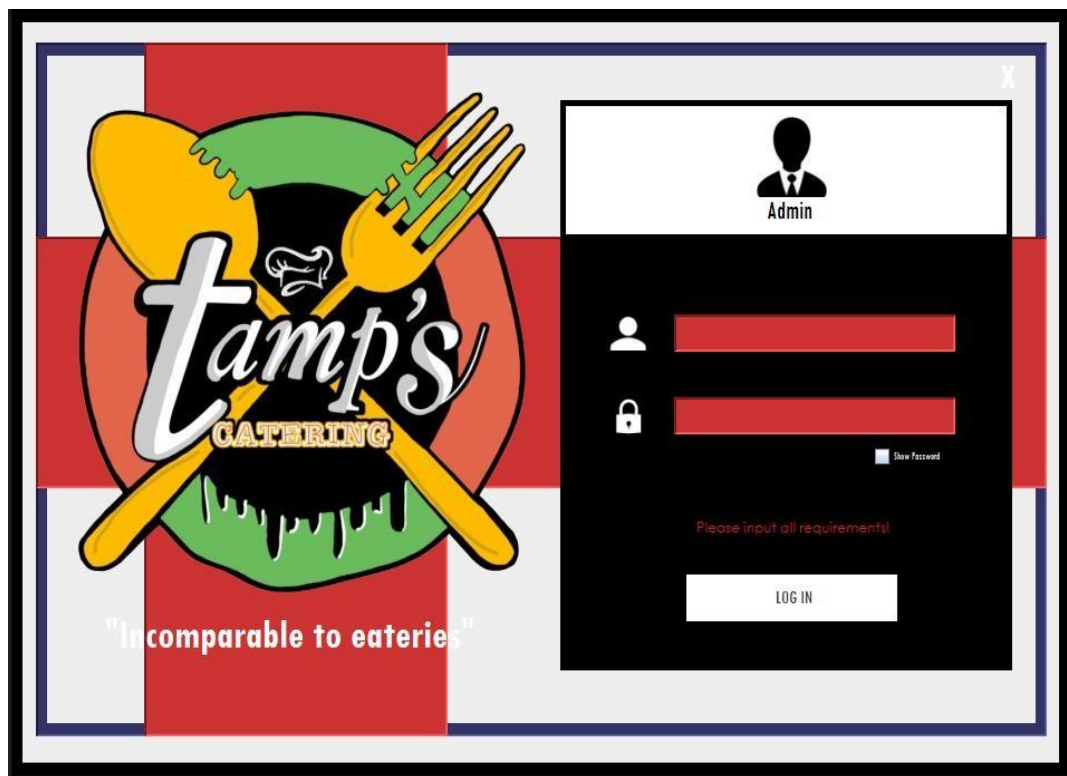 X
tamp's
CATERING
"Incomparable to eateries"
Admin
Show Password
Please input all requirements!
LOG IN